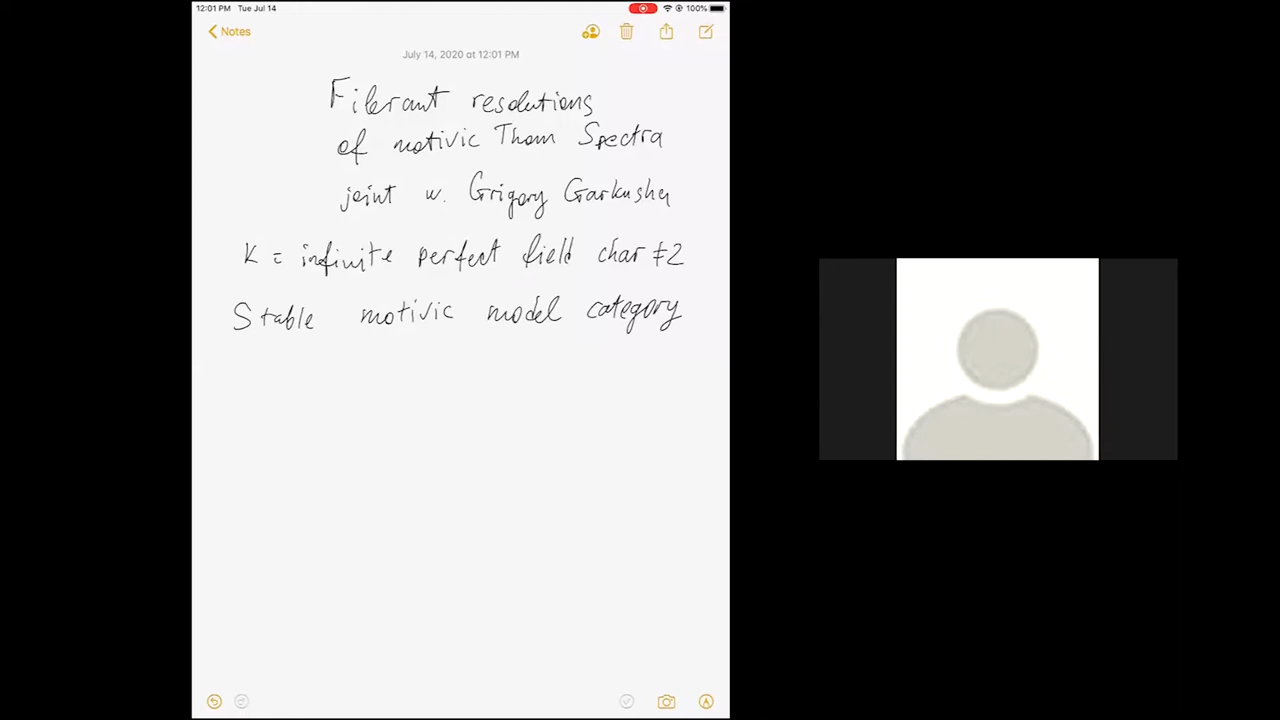 12:01 PM Tue Jul 14 100%
Notes
July 14, 2020 at 12:01 PM
Fibrant resolutions
of motivic Thom Spectra
joint w. Grigory Garkusha
K = infinite perfect field char ≠ 2
Stable motivic model category